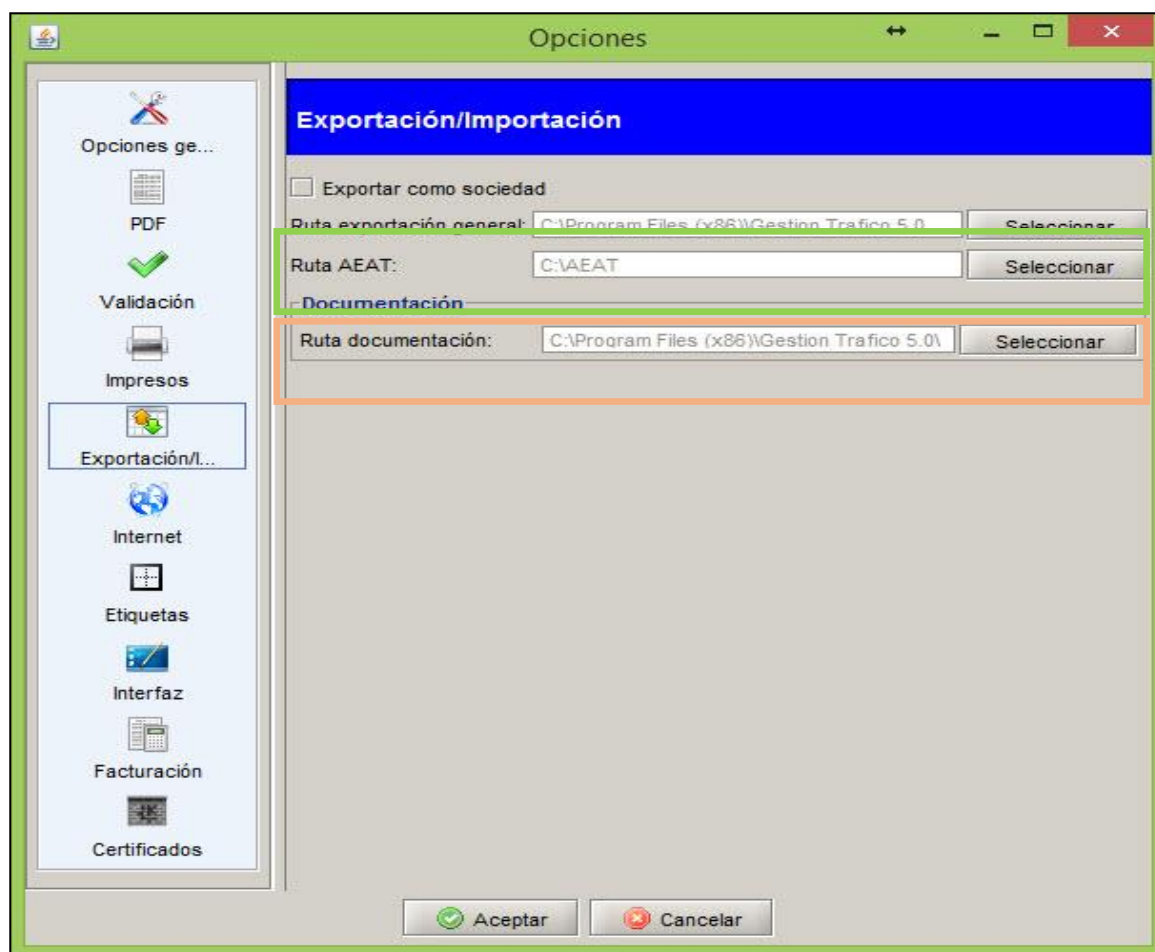 Opciones
Opciones ge...
PDF
Validación
Impresos
Exportación/I...
Internet
Etiquetas
Interfaz
Facturación
Certificados
Exportación/Importación
Exportar como sociedad
Ruta exportación general: C:\Program Files (x86)\Gestion Trafico 5.0 Seleccionar
Ruta AEAT: C:\AEAT Seleccionar
Documentación
Ruta documentación: C:\Program Files (x86)\Gestion Trafico 5.0\ Seleccionar
Aceptar Cancelar